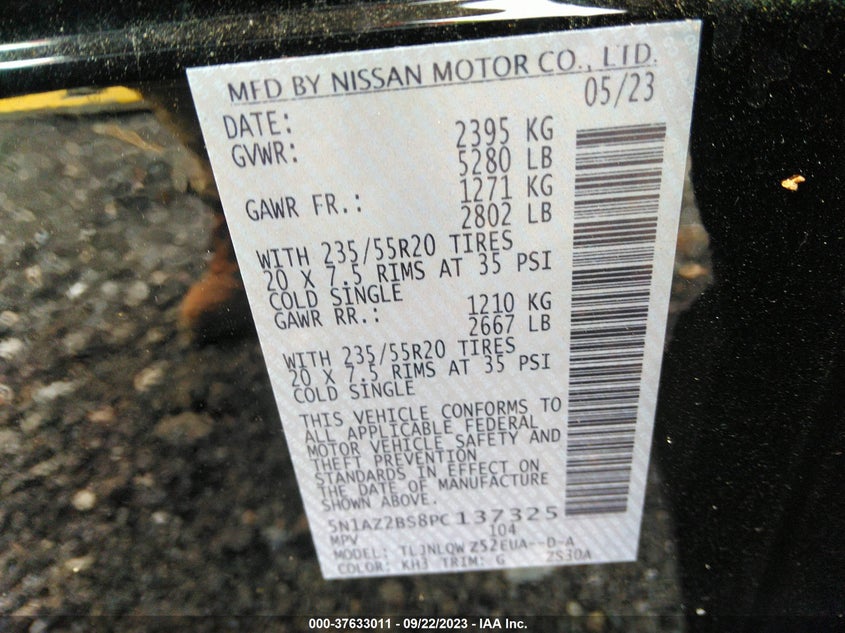 MFD BY NISSAN MOTOR CO., LTD.
DATE: 05/23
GVWR: 2395 KG
5280 LB
GAWR FR.: 1271 KG
2802 LB
WITH 235/55R20 TIRES
20 X 7.5 RIMS AT 35 PSI
COLD SINGLE
GAWR RR.: 1210 KG
2667 LB
WITH 235/55R20 TIRES
20 X 7.5 RIMS AT 35 PSI
COLD SINGLE
THIS VEHICLE CONFORMS TO
ALL APPLICABLE FEDERAL
MOTOR VEHICLE SAFETY AND
THEFT PREVENTION
STANDARDS IN EFFECT ON
THE DATE OF MANUFACTURE
SHOWN ABOVE.
5N1AZ2BS8PC137325
MPV 104
MODEL: TLJNLQWZ52EUA--D-A
COLOR: KH3 TRIM: G ZS30A
000-37633011 - 09/22/2023 - IAA Inc.